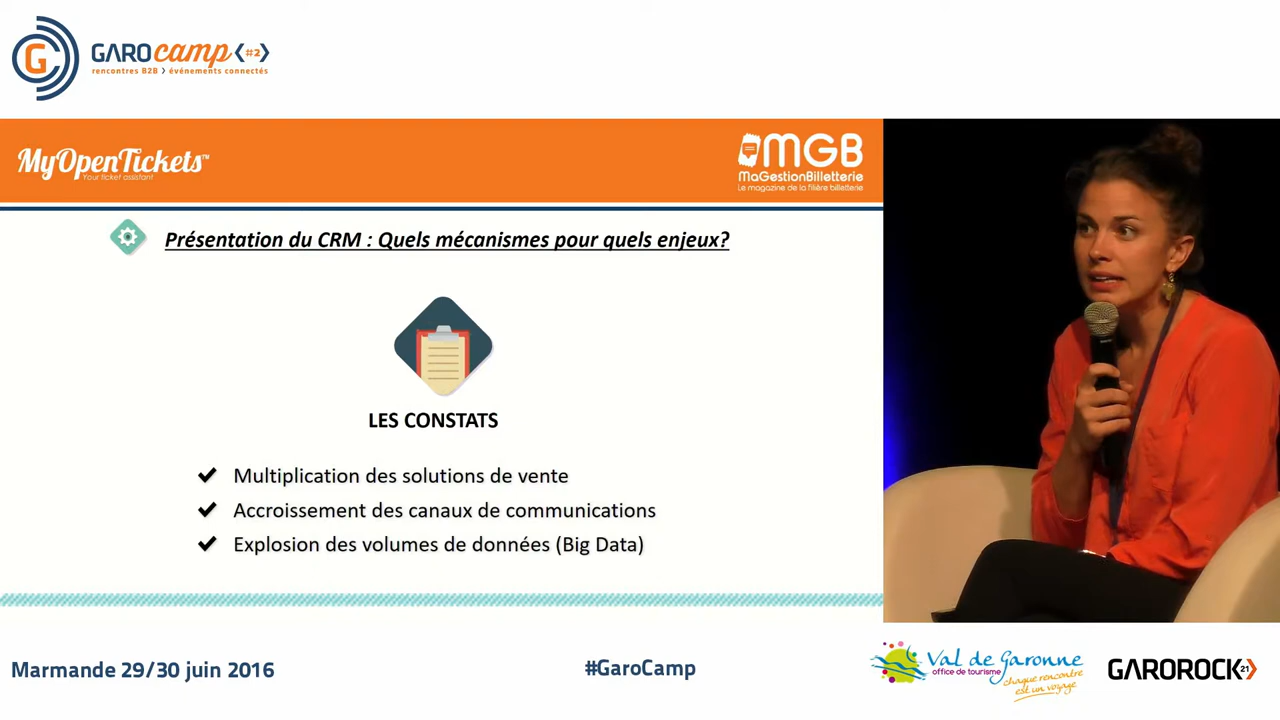 GAROcamp <#2>
rencontres B2B > événements connectés
MyOpenTickets™
Your ticket assistant
MGB
MaGestionBilletterie
Le magazine de la filière billetterie
Présentation du CRM : Quels mécanismes pour quels enjeux?
LES CONSTATS
✔ Multiplication des solutions de vente
✔ Accroissement des canaux de communications
✔ Explosion des volumes de données (Big Data)
Marmande 29/30 juin 2016
#GaroCamp
Val de Garonne
office de tourisme
chaque rencontre
est un voyage
GAROROCK 21